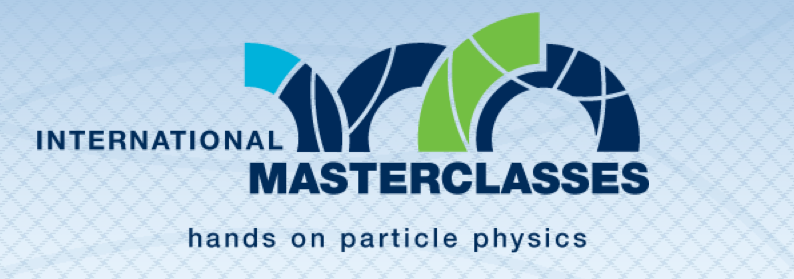 INTERNATIONAL
MASTERCLASSES
hands on particle physics